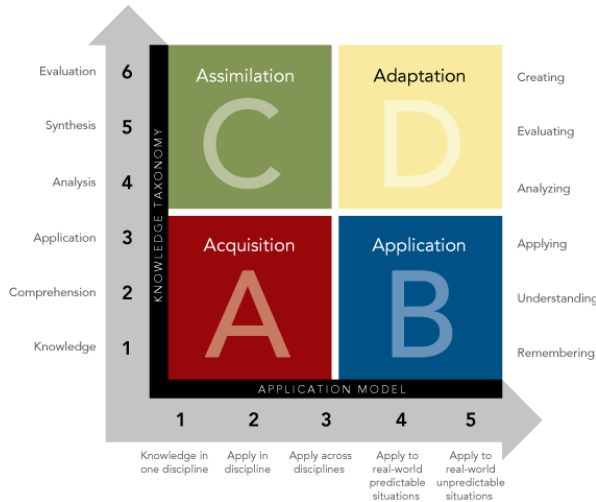 Evaluation 6 Assimilation Adaptation Creating
C D
Synthesis 5 Evaluating
Analysis 4 Analyzing
KNOWLEDGE TAXONOMY
Application 3 Acquisition Application Applying
A B
Comprehension 2 Understanding
Knowledge 1 Remembering
APPLICATION MODEL
1 2 3 4 5
Knowledge in
one discipline
Apply in
discipline
Apply across
disciplines
Apply to
real-world
predictable
situations
Apply to
real-world
unpredictable
situations